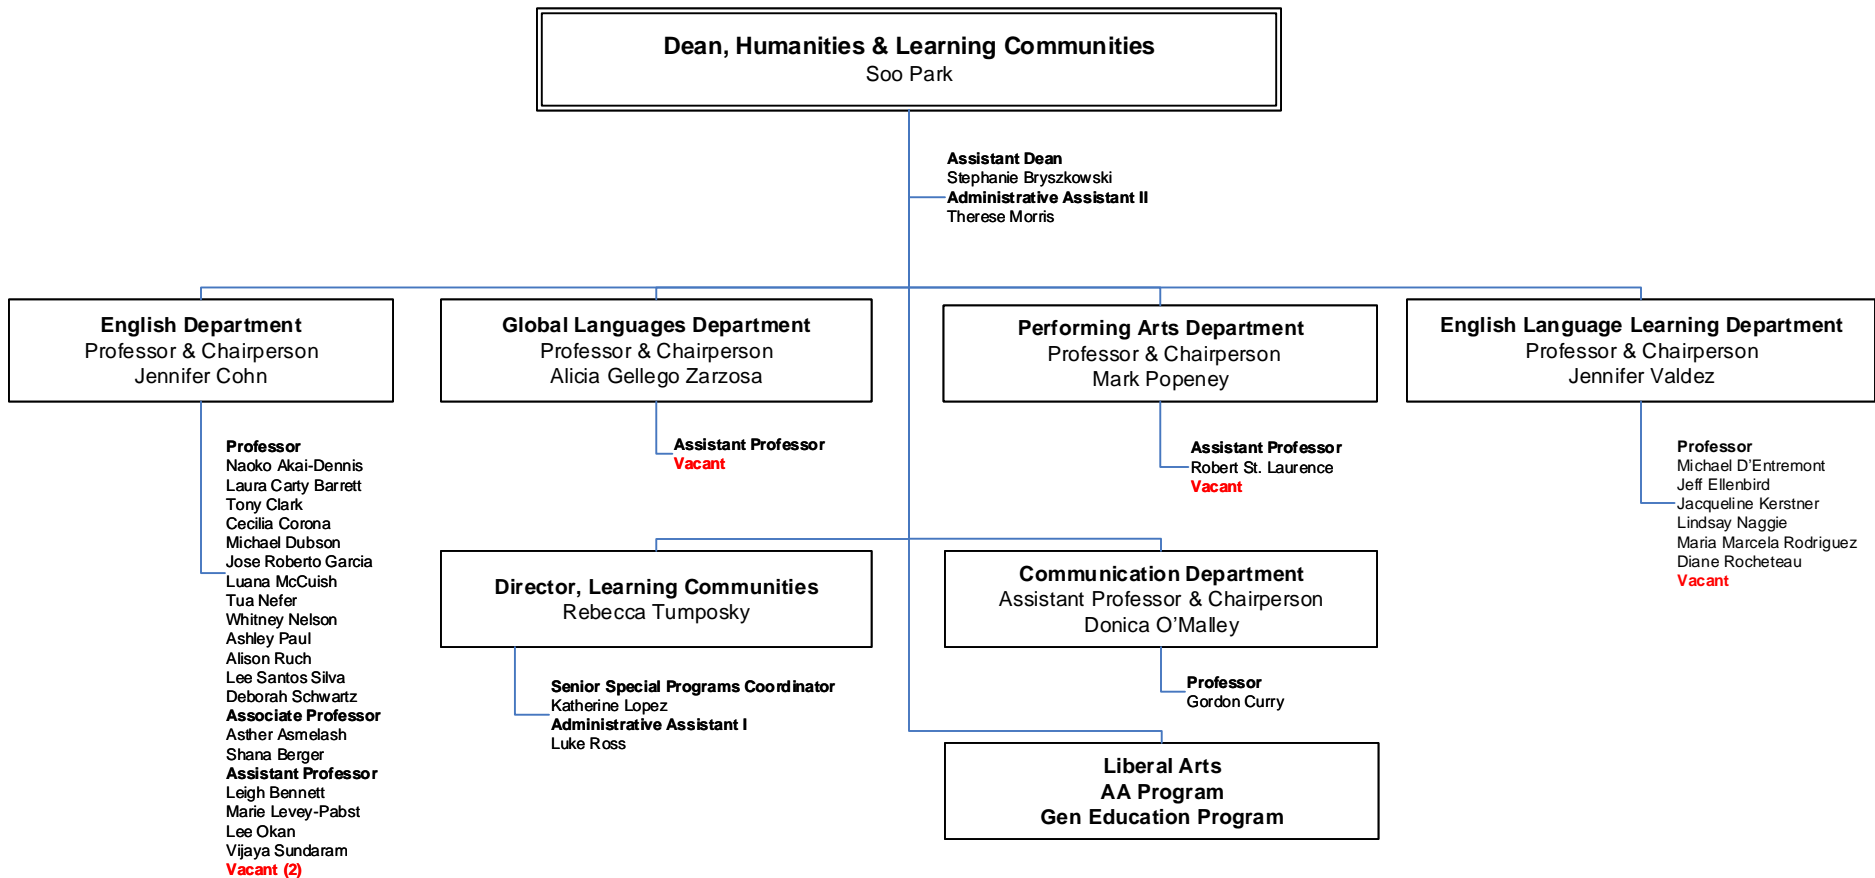 Dean, Humanities & Learning Communities
Soo Park
Assistant Dean
Stephanie Bryszkowski
Administrative Assistant II
Therese Morris
English Department
Professor & Chairperson
Jennifer Cohn
Global Languages Department
Professor & Chairperson
Alicia Gellego Zarzosa
Performing Arts Department
Professor & Chairperson
Mark Popeney
English Language Learning Department
Professor & Chairperson
Jennifer Valdez
Professor
Naoko Akai-Dennis
Laura Carty Barrett
Tony Clark
Cecilia Corona
Michael Dubson
Jose Roberto Garcia
Luana McCuish
Tua Nefer
Whitney Nelson
Ashley Paul
Alison Ruch
Lee Santos Silva
Deborah Schwartz
Associate Professor
Asther Asmelash
Shana Berger
Assistant Professor
Leigh Bennett
Marie Levey-Pabst
Lee Okan
Vijaya Sundaram
Vacant (2)
Assistant Professor
Vacant
Assistant Professor
Robert St. Laurence
Vacant
Professor
Michael D’Entremont
Jeff Ellenbird
Jacqueline Kerstner
Lindsay Naggie
Maria Marcela Rodriguez
Diane Rocheteau
Vacant
Director, Learning Communities
Rebecca Tumposky
Senior Special Programs Coordinator
Katherine Lopez
Administrative Assistant I
Luke Ross
Communication Department
Assistant Professor & Chairperson
Donica O’Malley
Professor
Gordon Curry
Liberal Arts
AA Program
Gen Education Program